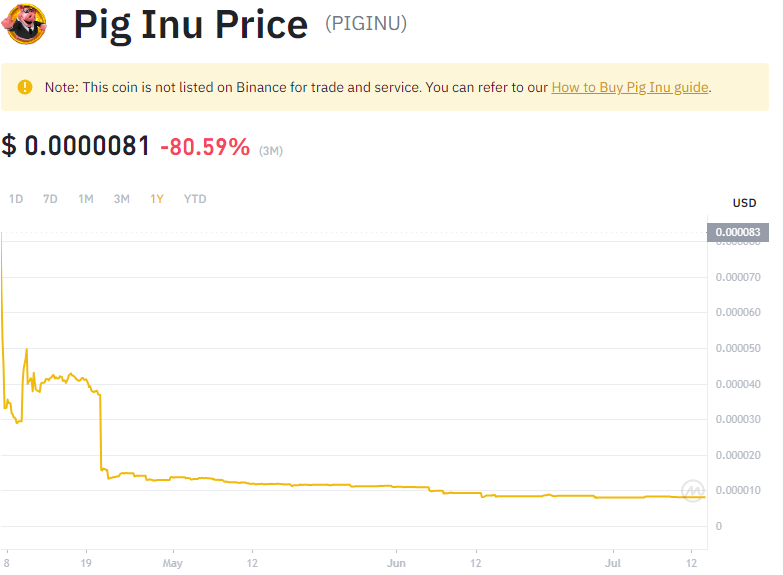 Pig Inu Price (PIGINU)
Note: This coin is not listed on Binance for trade and service. You can refer to our How to Buy Pig Inu guide.
$ 0.0000081 -80.59% (3M)
1D 7D 1M 3M 1Y YTD
USD
0.000083
0.000080
0.000070
0.000060
0.000050
0.000040
0.000030
0.000020
0.000010
0
8 19 May 12 Jun 12 Jul 12